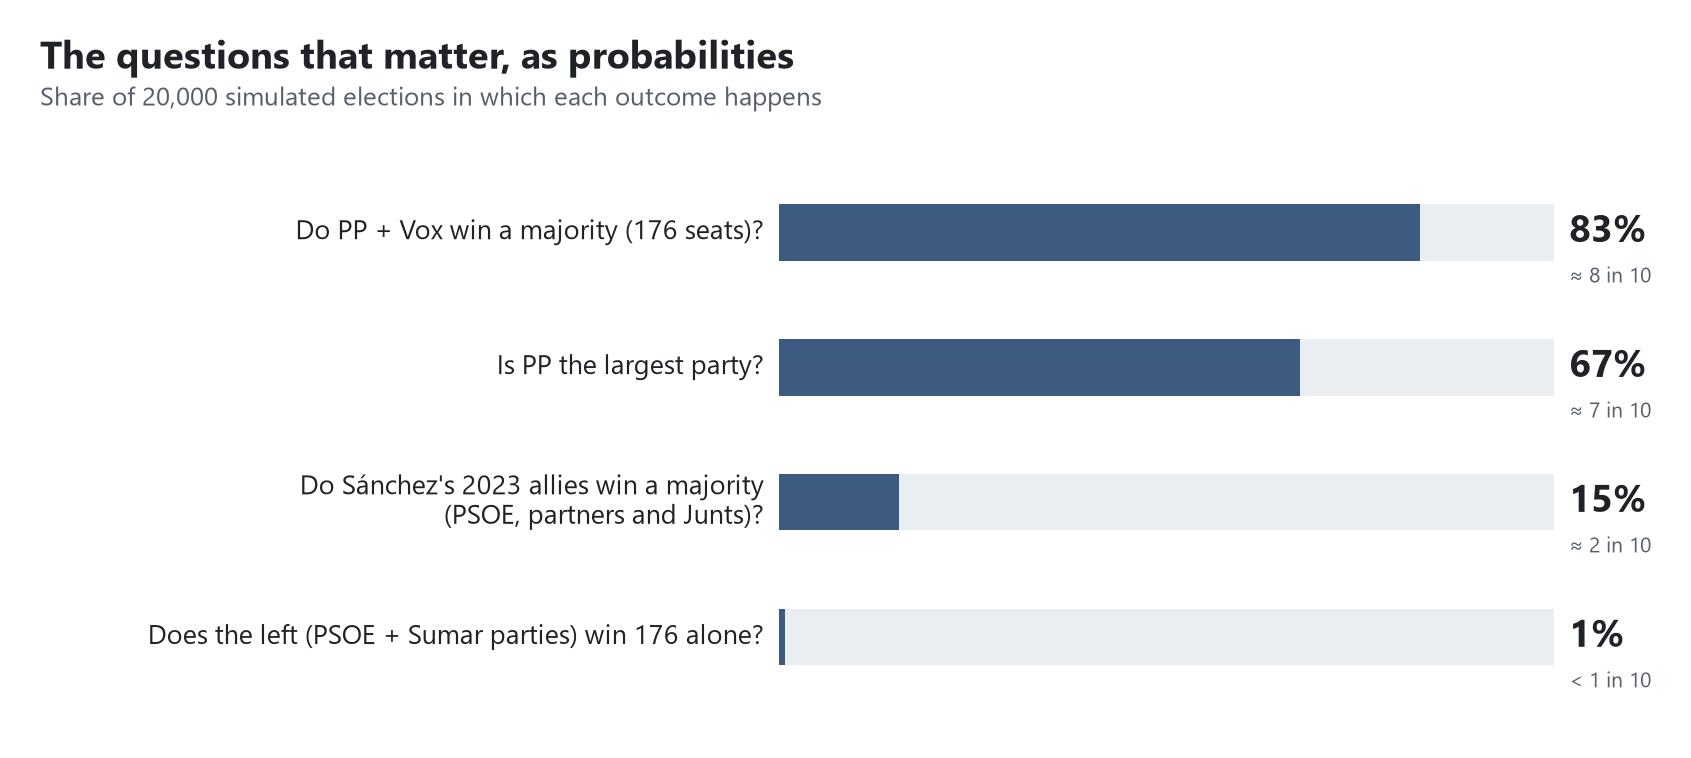 The questions that matter, as probabilities
Share of 20,000 simulated elections in which each outcome happens
Do PP + Vox win a majority (176 seats)?
83%
≈ 8 in 10
Is PP the largest party?
67%
≈ 7 in 10
Do Sánchez's 2023 allies win a majority
(PSOE, partners and Junts)?
15%
≈ 2 in 10
Does the left (PSOE + Sumar parties) win 176 alone?
1%
< 1 in 10